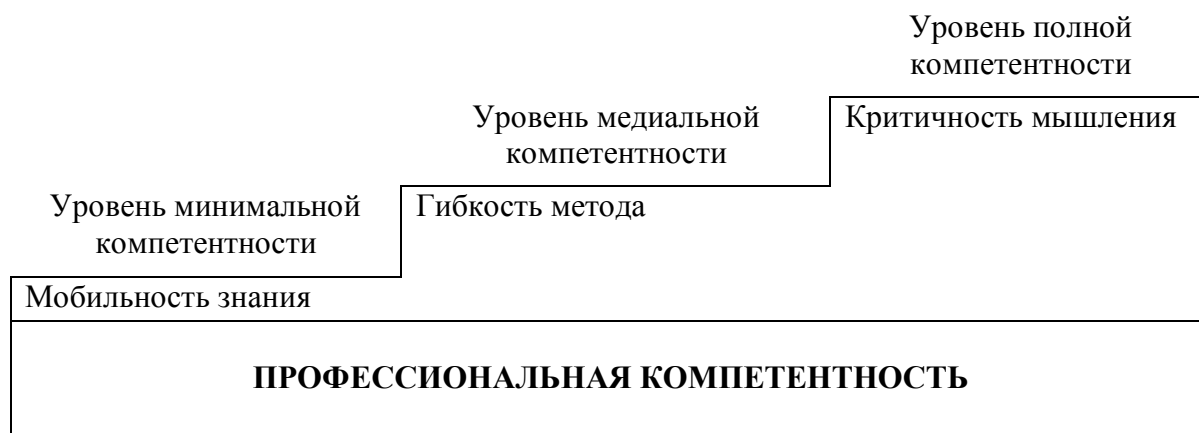 Уровень полной
компетентности
Уровень медиальной
компетентности
Критичность мышления
Уровень минимальной
компетентности
Гибкость метода
Мобильность знания
ПРОФЕССИОНАЛЬНАЯ КОМПЕТЕНТНОСТЬ